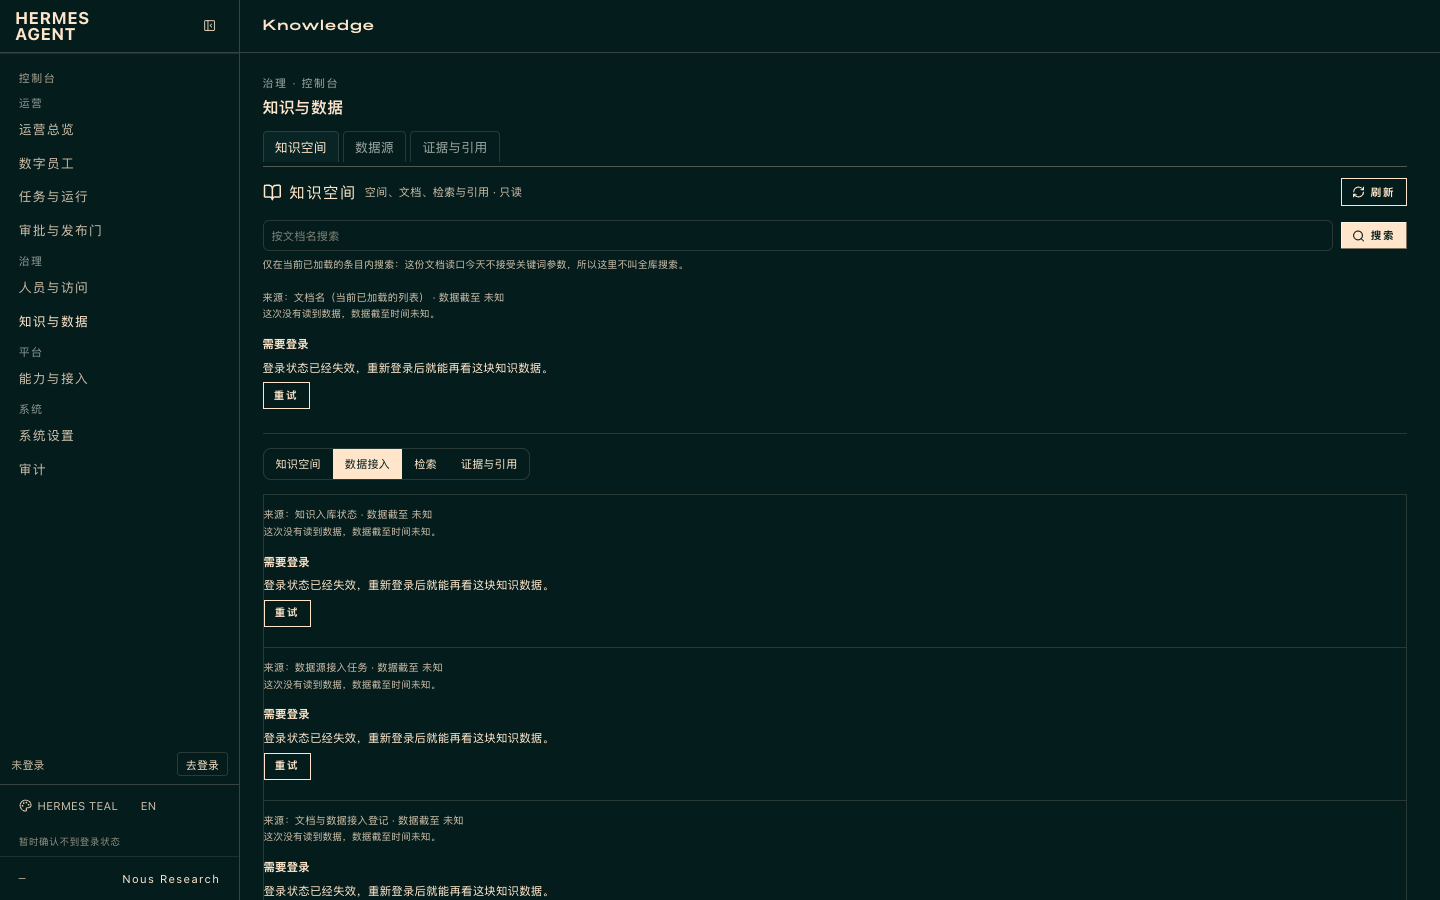 HERMES
AGENT
Knowledge
控制台
运营
运营总览
数字员工
任务与运行
审批与发布门
治理
人员与访问
知识与数据
平台
能力与接入
系统
系统设置
审计
未登录
去登录
HERMES TEAL
EN
暂时确认不到登录状态
—
Nous Research
治理 · 控制台
知识与数据
知识空间
数据源
证据与引用
知识空间
空间、文档、检索与引用 · 只读
刷新
按文档名搜索
搜索
仅在当前已加载的条目内搜索：这份文档读口今天不接受关键词参数，所以这里不叫全库搜索。
来源：文档名（当前已加载的列表） · 数据截至 未知
这次没有读到数据，数据截至时间未知。
需要登录
登录状态已经失效，重新登录后就能再看这块知识数据。
重试
知识空间
数据接入
检索
证据与引用
来源：知识入库状态 · 数据截至 未知
这次没有读到数据，数据截至时间未知。
需要登录
登录状态已经失效，重新登录后就能再看这块知识数据。
重试
来源：数据源接入任务 · 数据截至 未知
这次没有读到数据，数据截至时间未知。
需要登录
登录状态已经失效，重新登录后就能再看这块知识数据。
重试
来源：文档与数据接入登记 · 数据截至 未知
这次没有读到数据，数据截至时间未知。
需要登录
登录状态已经失效，重新登录后就能再看这块知识数据。